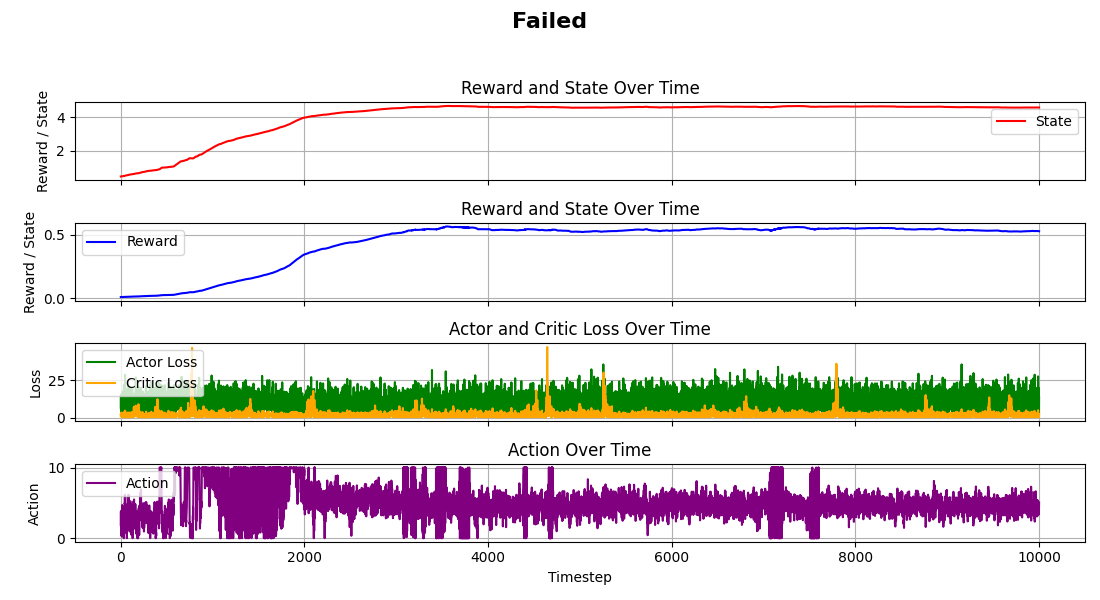 Failed
Reward and State Over Time
Reward / State
4
2
State
Reward and State Over Time
Reward / State
0.5
0.0
Reward
Actor and Critic Loss Over Time
Loss
25
0
Actor Loss
Critic Loss
Action Over Time
Action
10
0
Action
0 2000 4000 6000 8000 10000
Timestep